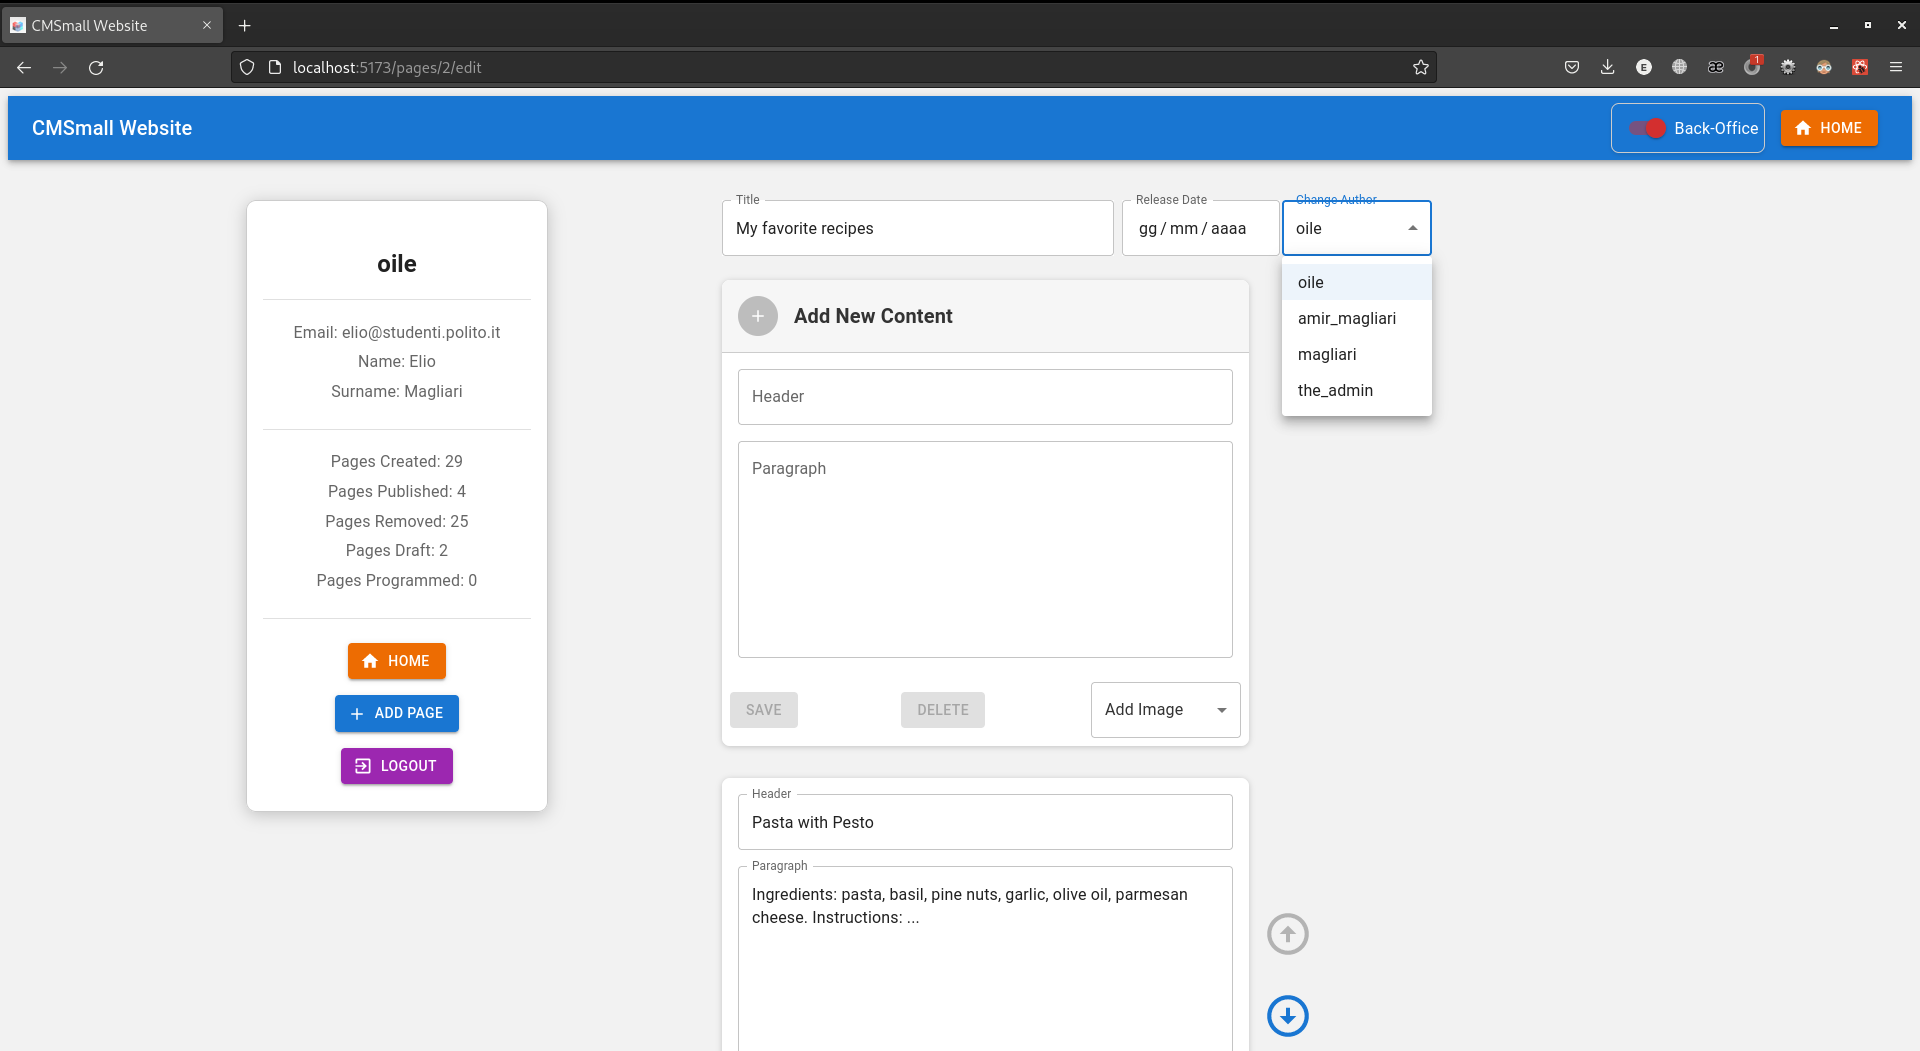 CMSmall Website
localhost:5173/pages/2/edit
E
æ
1
CMSmall Website
Back-Office
HOME
oile
Email: elio@studenti.polito.it
Name: Elio
Surname: Magliari
Pages Created: 29
Pages Published: 4
Pages Removed: 25
Pages Draft: 2
Pages Programmed: 0
HOME
ADD PAGE
LOGOUT
Title
My favorite recipes
Release Date
gg/mm/aaaa
Change Author
oile
oile
amir_magliari
magliari
the_admin
Add New Content
Header
Paragraph
SAVE
DELETE
Add Image
Header
Pasta with Pesto
Paragraph
Ingredients: pasta, basil, pine nuts, garlic, olive oil, parmesan
cheese. Instructions: ...